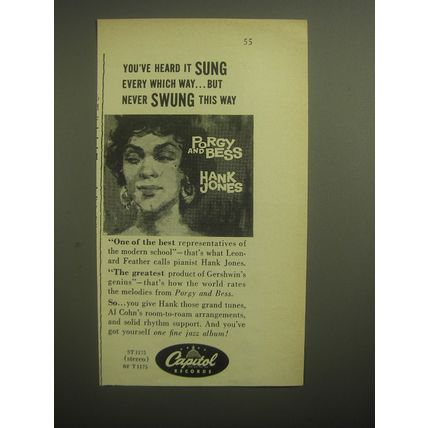 55
YOU'VE HEARD IT SUNG
EVERY WHICH WAY...BUT
NEVER SWUNG THIS WAY
PORGY
AND BESS
HANK
JONES
"One of the best representatives of
the modern school"—that's what Leon-
ard Feather calls pianist Hank Jones.
"The greatest product of Gershwin's
genius"—that's how the world rates
the melodies from Porgy and Bess.
So...you give Hank those grand tunes,
Al Cohn's room-to-roam arrangements,
and solid rhythm support. And you've
got yourself one fine jazz album!
ST1175
(stereo)
or T1175
Capitol
RECORDS